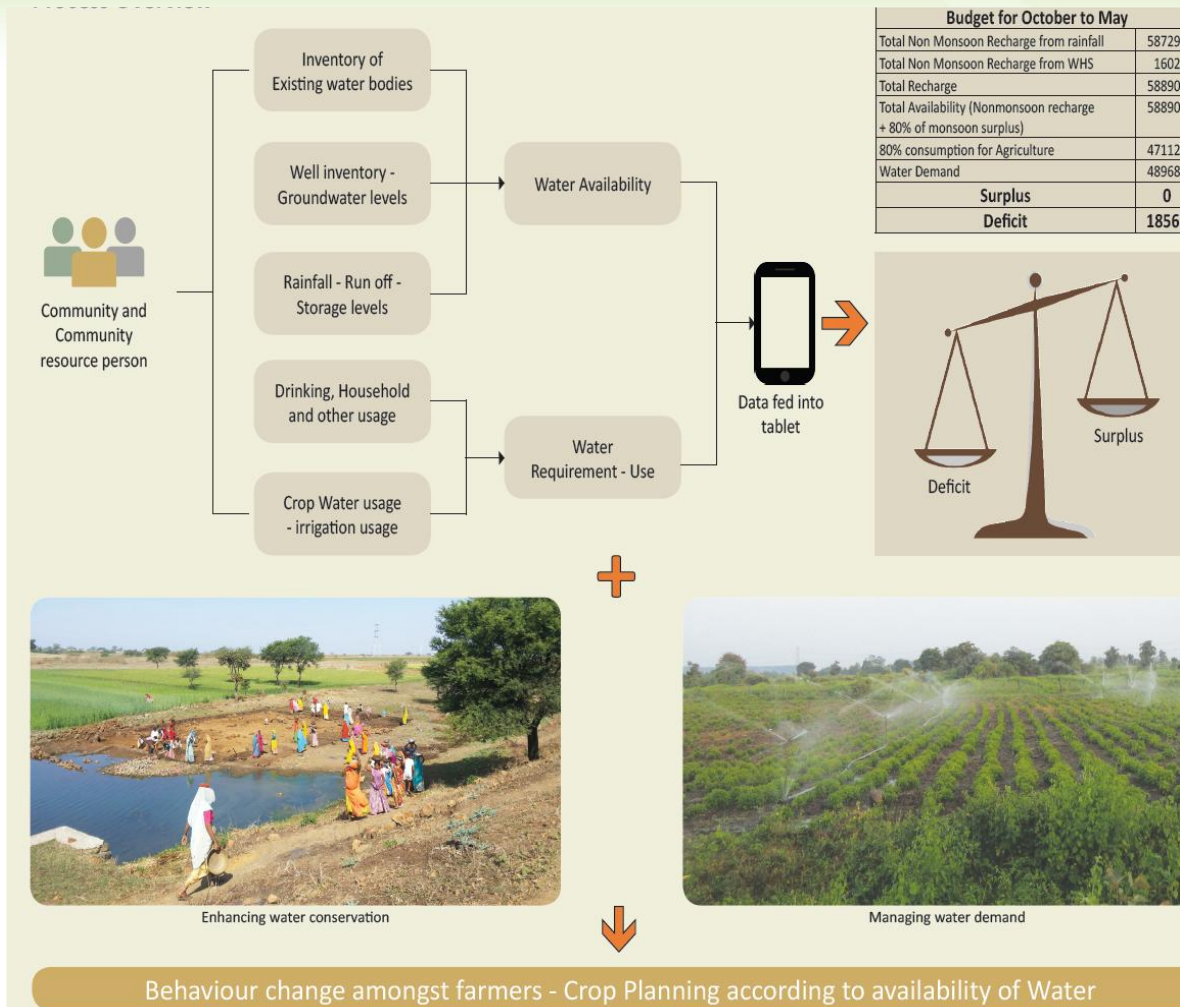 Budget for October to May
Total Non Monsoon Recharge from rainfall 58729
Total Non Monsoon Recharge from WHS 1602
Total Recharge 58890
Total Availability (Nonmonsoon recharge 58890
+ 80% of monsoon surplus)
80% consumption for Agriculture 47112
Water Demand 48968
Surplus 0
Deficit 1856
Community and
Community
resource person
Inventory of
Existing water bodies
Well inventory -
Groundwater levels
Rainfall - Run off -
Storage levels
Drinking, Household
and other usage
Crop Water usage
- irrigation usage
Water Availability
Water
Requirement - Use
Data fed into
tablet
Deficit
Surplus
Enhancing water conservation
Managing water demand
Behaviour change amongst farmers - Crop Planning according to availability of Water